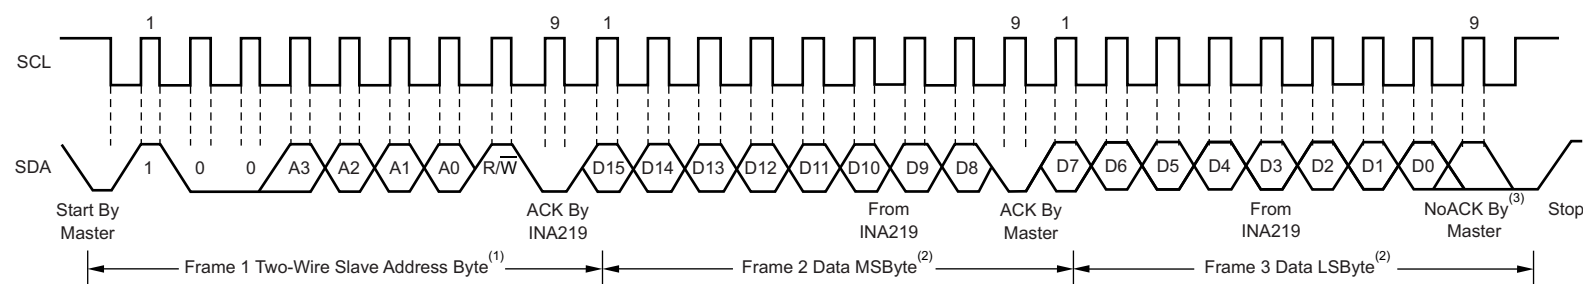 1 9 1 9 1 9
SCL
SDA 1 0 0 A3 A2 A1 A0 R/W̅ D15 D14 D13 D12 D11 D10 D9 D8 D7 D6 D5 D4 D3 D2 D1 D0
Start By
Master
ACK By
INA219
From
INA219
ACK By
Master
From
INA219
NoACK By(3)
Master
Stop
Frame 1 Two-Wire Slave Address Byte(1)
Frame 2 Data MSByte(2)
Frame 3 Data LSByte(2)